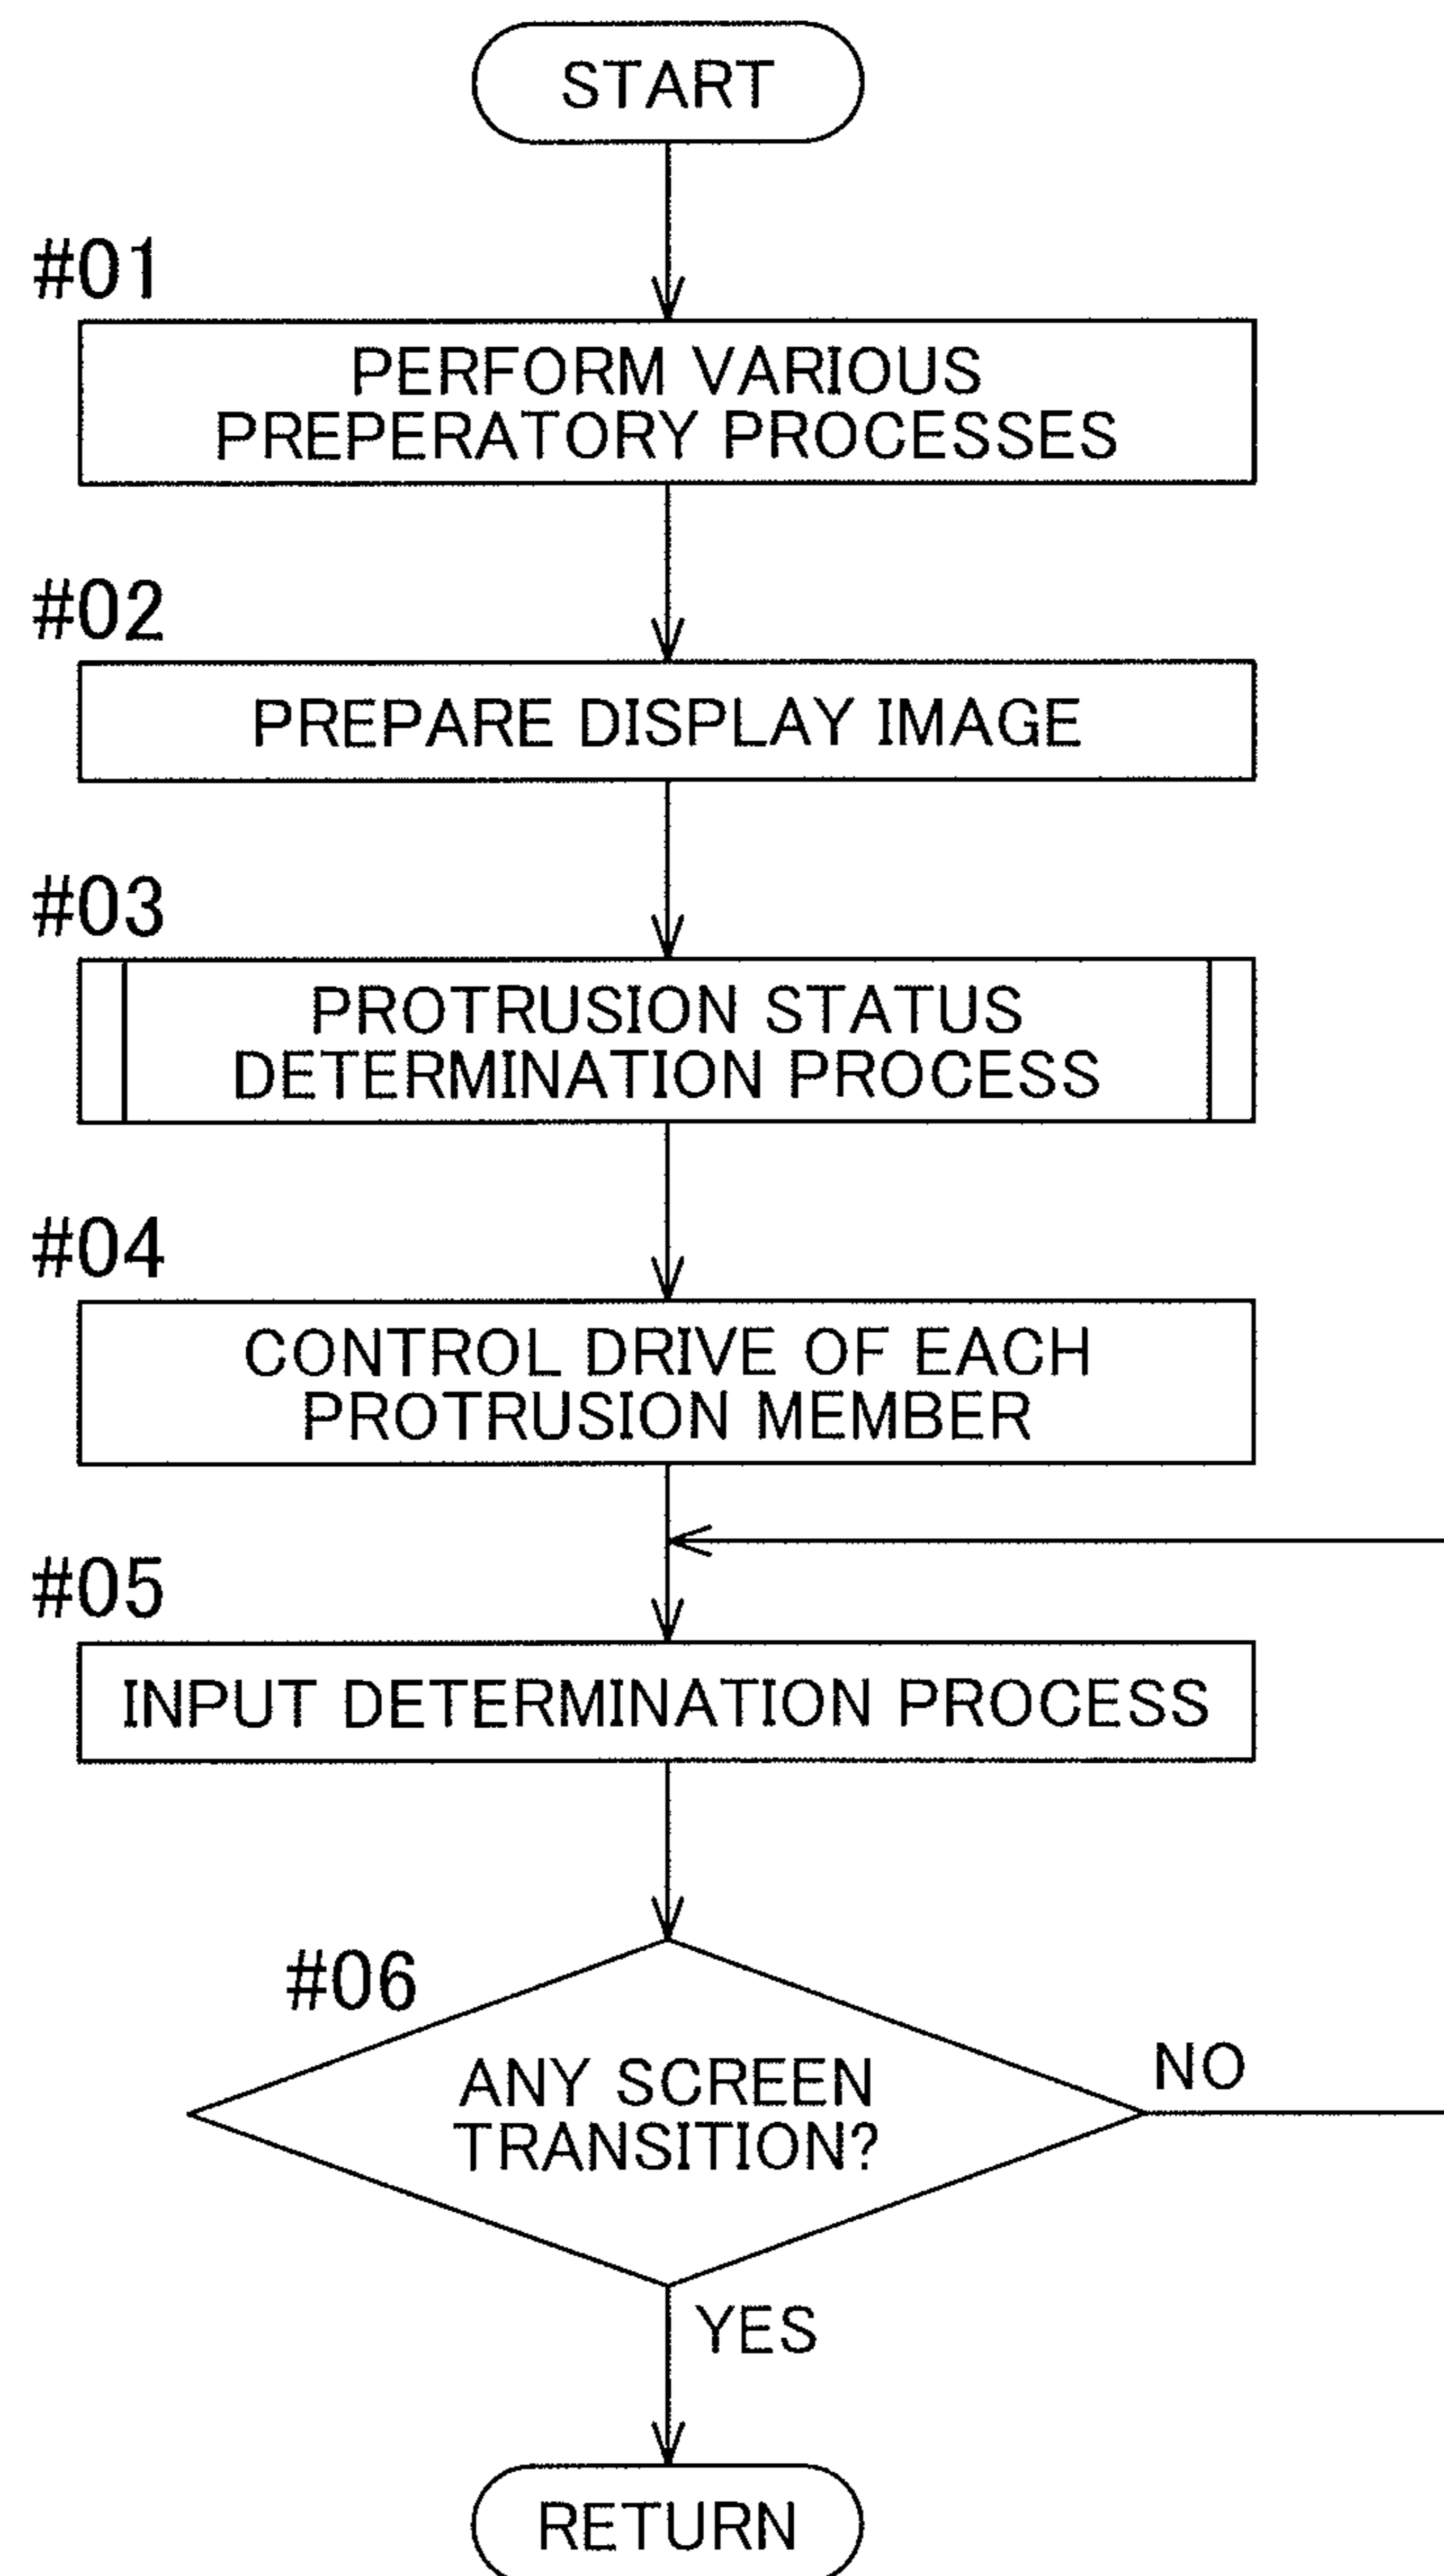 START
#01
PERFORM VARIOUS
PREPERATORY PROCESSES
#02
PREPARE DISPLAY IMAGE
#03
PROTRUSION STATUS
DETERMINATION PROCESS
#04
CONTROL DRIVE OF EACH
PROTRUSION MEMBER
#05
INPUT DETERMINATION PROCESS
#06
ANY SCREEN
TRANSITION?
NO
YES
RETURN